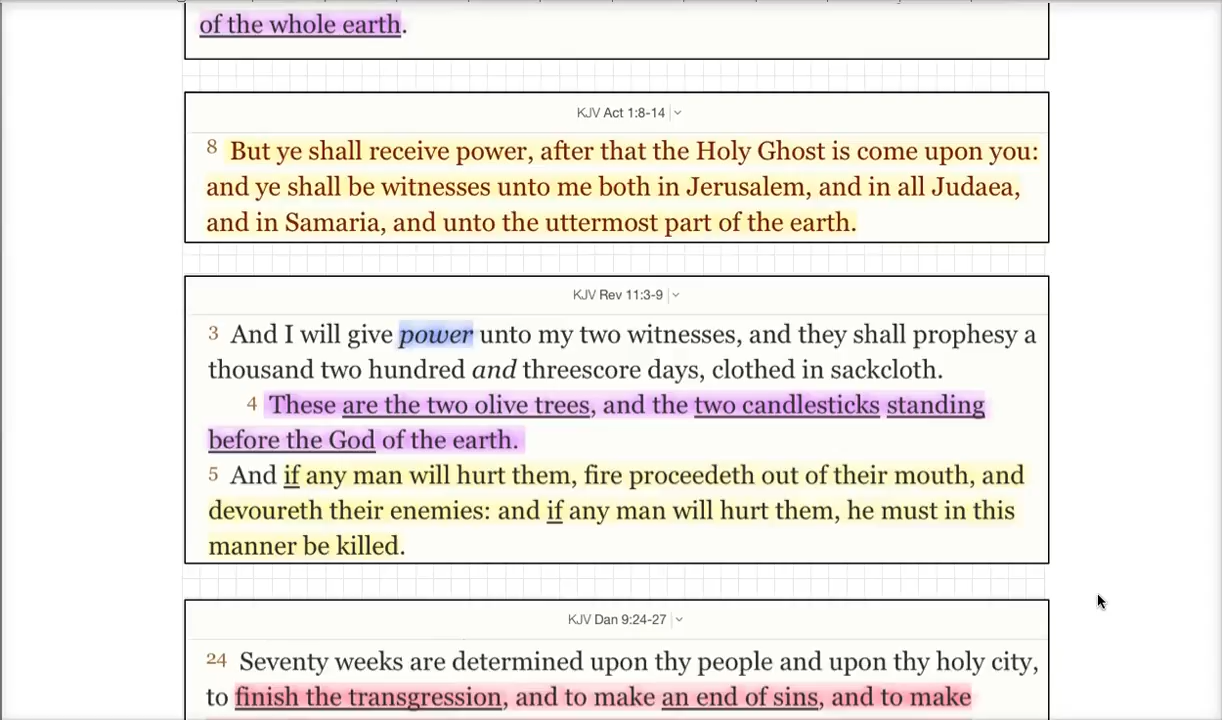 of the whole earth.
KJV Act 1:8-14
8 But ye shall receive power, after that the Holy Ghost is come upon you:
and ye shall be witnesses unto me both in Jerusalem, and in all Judaea,
and in Samaria, and unto the uttermost part of the earth.
KJV Rev 11:3-9
3 And I will give power unto my two witnesses, and they shall prophesy a
thousand two hundred and threescore days, clothed in sackcloth.
4 These are the two olive trees, and the two candlesticks standing
before the God of the earth.
5 And if any man will hurt them, fire proceedeth out of their mouth, and
devoureth their enemies: and if any man will hurt them, he must in this
manner be killed.
KJV Dan 9:24-27
24 Seventy weeks are determined upon thy people and upon thy holy city,
to finish the transgression, and to make an end of sins, and to make